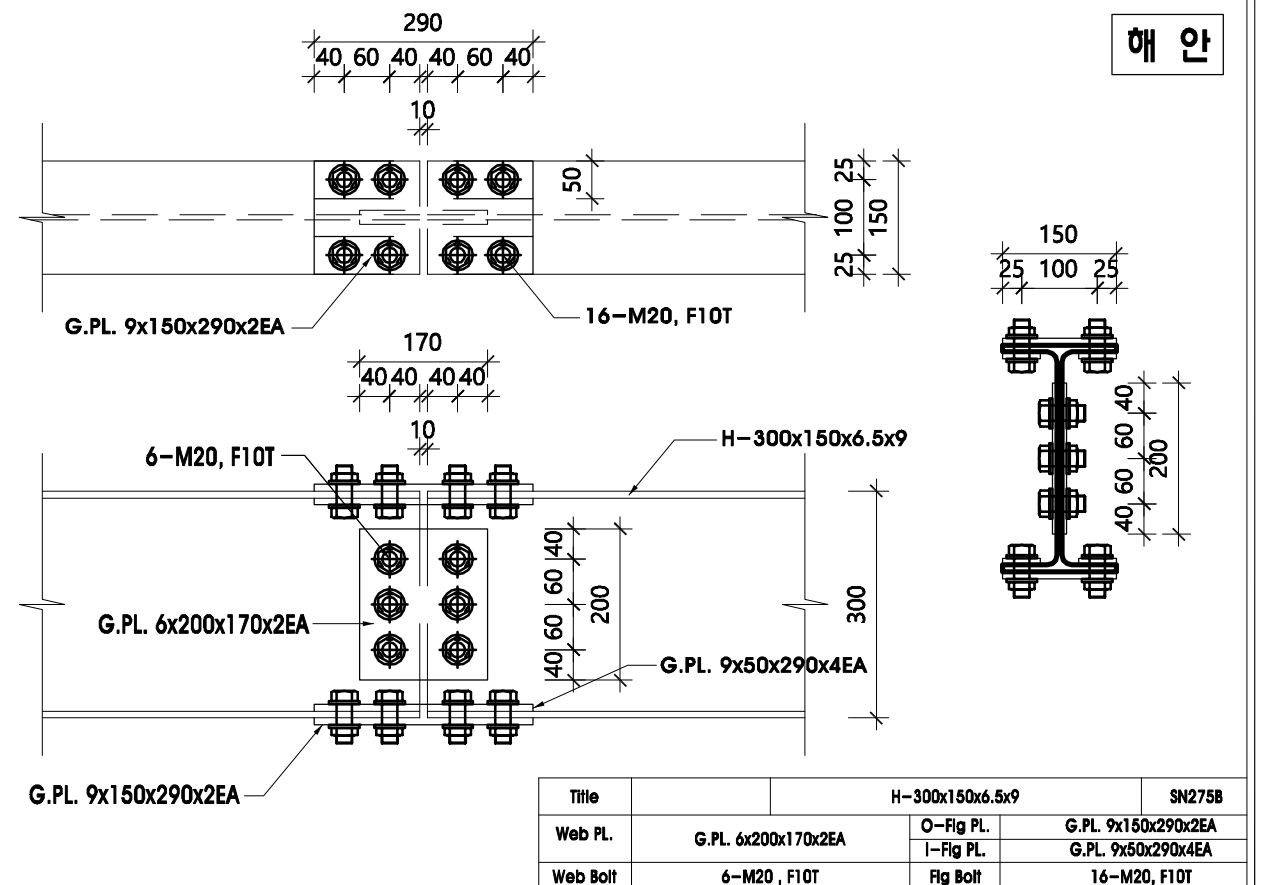 290
40 60 40 40 60 40
10
해 안
50
25
100
25
150
G.PL. 9x150x290x2EA
16-M20, F10T
150
25 100 25
170
40 40 40 40
10
6-M20, F10T
H-300x150x6.5x9
40
60
60
40
200
40
60
60
40
200
300
G.PL. 6x200x170x2EA
G.PL. 9x50x290x4EA
G.PL. 9x150x290x2EA
Title H-300x150x6.5x9 SN275B
Web PL. G.PL. 6x200x170x2EA O-Flg PL. G.PL. 9x150x290x2EA
I-Flg PL. G.PL. 9x50x290x4EA
Web Bolt 6-M20 , F10T Flg Bolt 16-M20, F10T